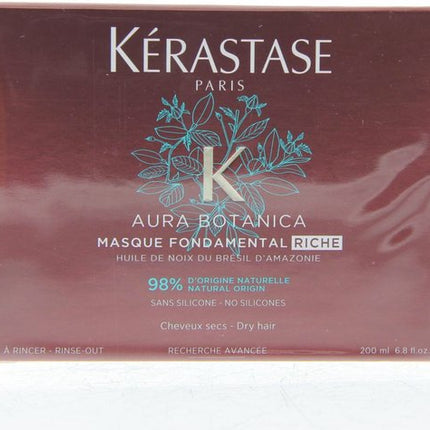 KÉRASTASE
PARIS
K
AURA BOTANICA
MASQUE FONDAMENTAL RICHE
HUILE DE NOIX DU BRÉSIL D'AMAZONIE
98% D'ORIGINE NATURELLE
NATURAL ORIGIN
SANS SILICONE - NO SILICONES
Cheveux secs - Dry hair
À RINCER - RINSE-OUT RECHERCHE AVANCÉE 200 ml 6.8 fl.oz